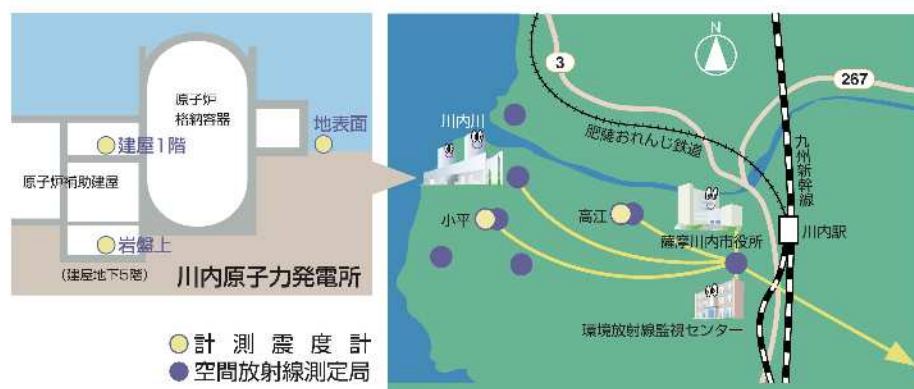 原子炉
格納容器
地表面
建屋1階
原子炉補助建屋
岩盤上
(建屋地下5階)
川内原子力発電所
計測震度計
空間放射線測定局
N
3
267
川内川
肥薩おれんじ鉄道
九州新幹線
小平
高江
薩摩川内市役所
川内駅
環境放射線監視センター